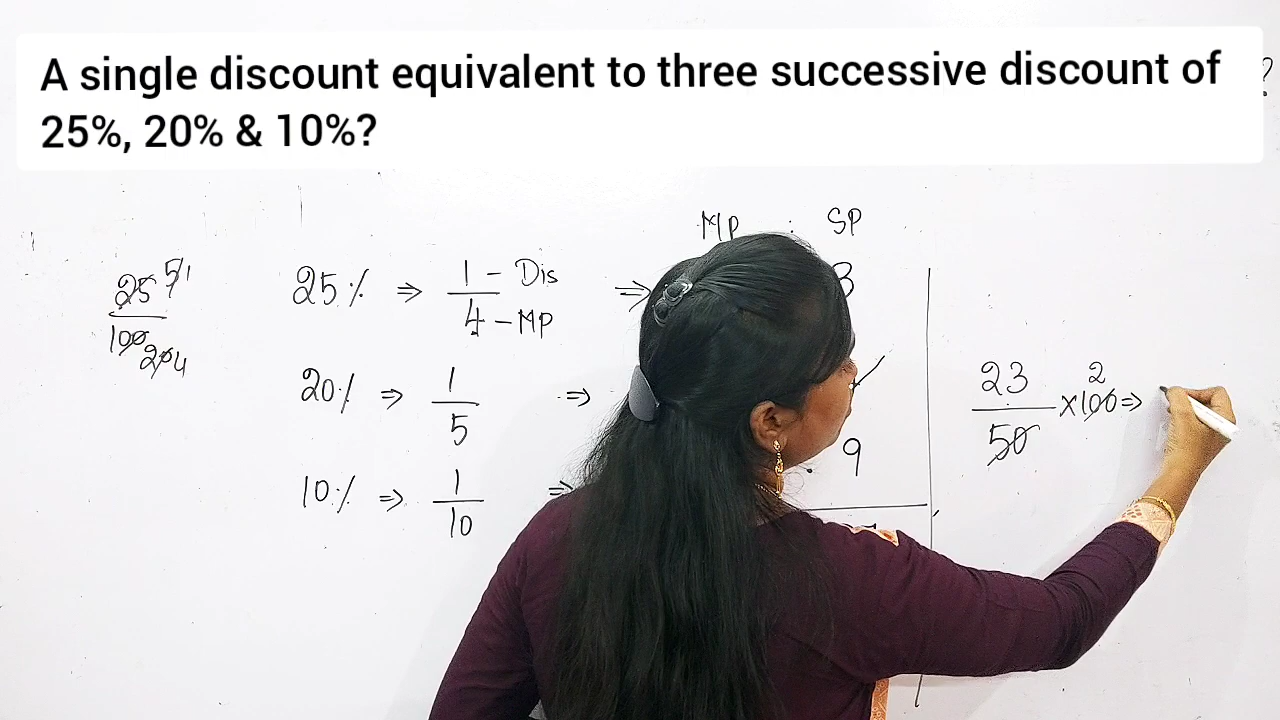 A single discount equivalent to three successive discount of
25%, 20% & 10%?
?
MP : SP
25 5 1
100 20 4
25% ⇒ 1/4 - Dis - MP ⇒ 3
20% ⇒ 1/5 ⇒
10% ⇒ 1/10 ⇒ 9
23/50 × 100 2 ⇒